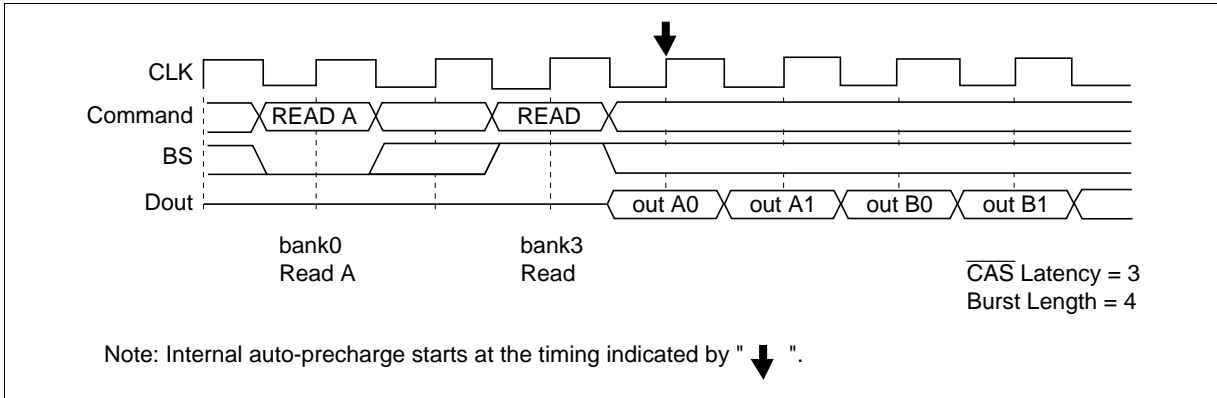 CLK
Command READ A READ
BS
Dout out A0 out A1 out B0 out B1
bank0 bank3
Read A Read
CAS Latency = 3
Burst Length = 4
Note: Internal auto-precharge starts at the timing indicated by " ".